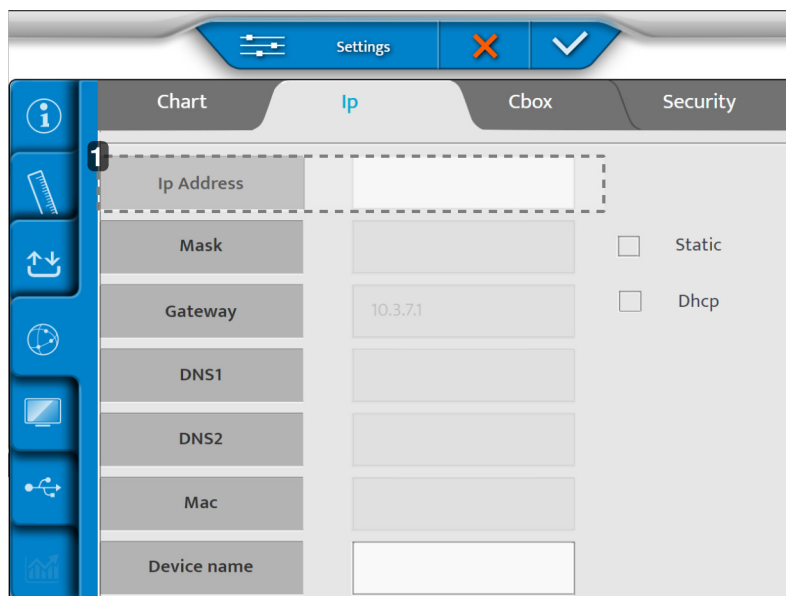 Settings
Chart Ip Cbox Security
1
Ip Address
Mask Static
Gateway 10.3.7.1 Dhcp
DNS1
DNS2
Mac
Device name